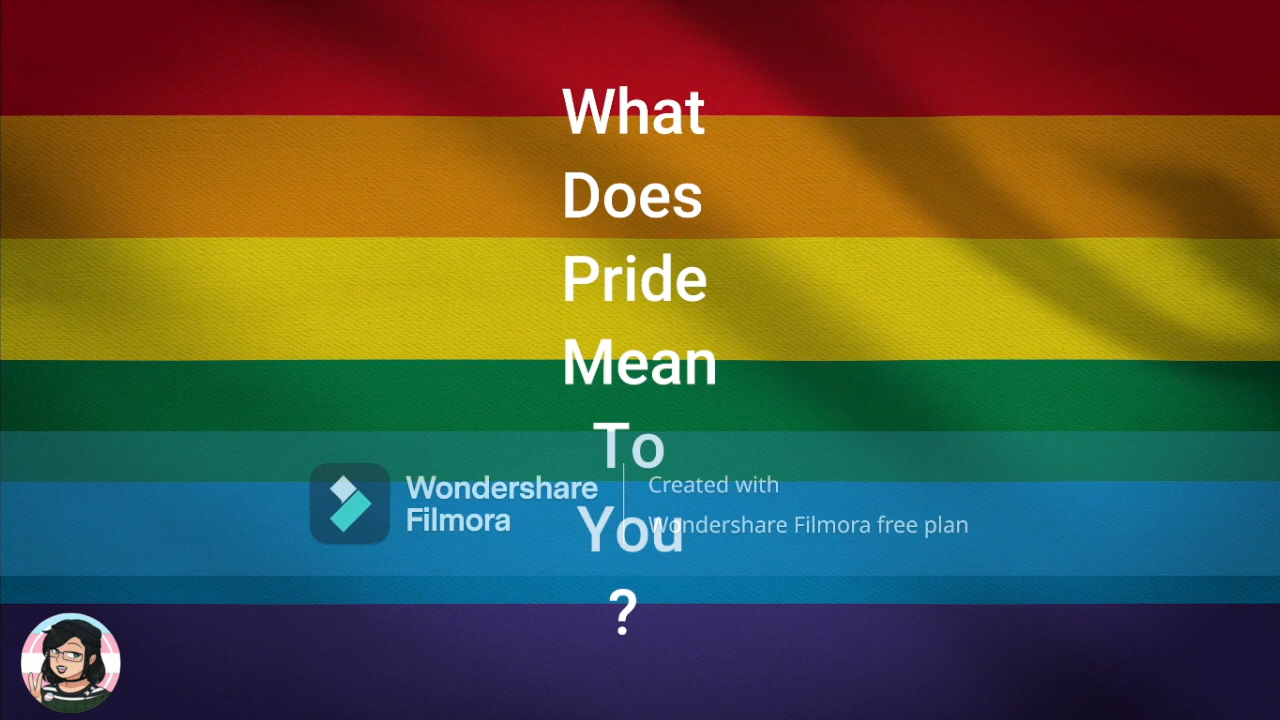 What
Does
Pride
Mean
To
You
?
Wondershare
Filmora
Created with
Wondershare Filmora free plan